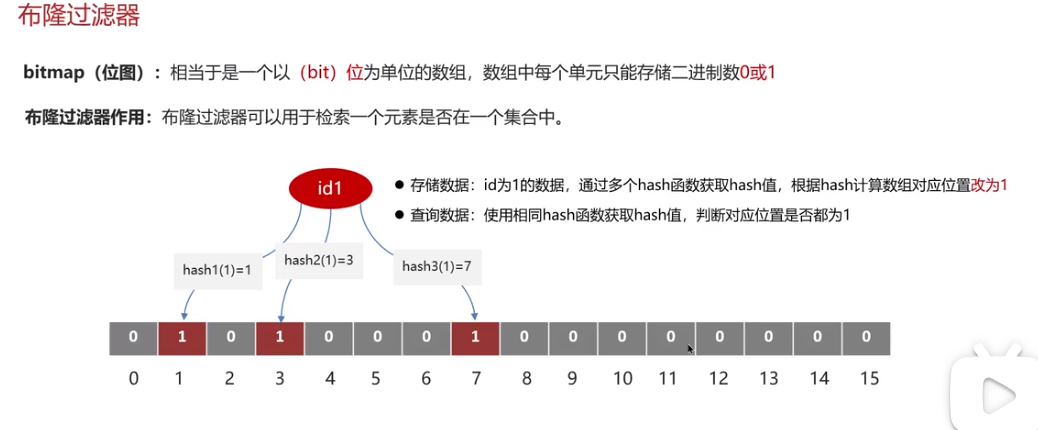 布隆过滤器
bitmap（位图）：相当于是一个以（bit）位为单位的数组，数组中每个单元只能存储二进制数0或1
布隆过滤器作用：布隆过滤器可以用于检索一个元素是否在一个集合中。
id1
● 存储数据：id为1的数据，通过多个hash函数获取hash值，根据hash计算数组对应位置改为1
● 查询数据：使用相同hash函数获取hash值，判断对应位置是否都为1
hash1(1)=1 hash2(1)=3 hash3(1)=7
0 1 0 1 0 0 0 1 0 0 0 0 0 0 0 0
0 1 2 3 4 5 6 7 8 9 10 11 12 13 14 15